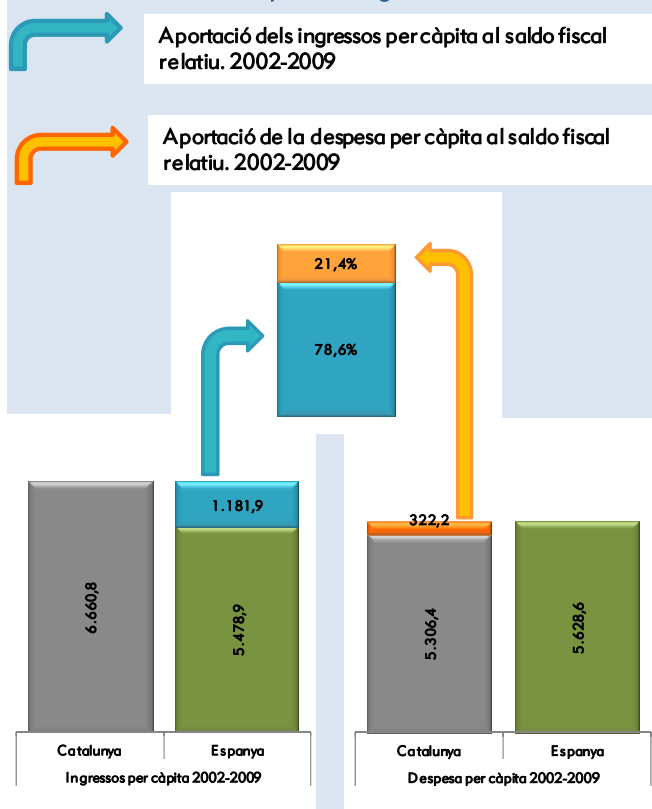 Aportació dels ingressos per càpita al saldo fiscal
relatiu. 2002-2009
Aportació de la despesa per càpita al saldo fiscal
relatiu. 2002-2009
21,4%
78,6%
1.181,9
6.660,8
5.478,9
322,2
5.306,4
5.628,6
Catalunya
Espanya
Ingressos per càpita 2002-2009
Catalunya
Espanya
Despesa per càpita 2002-2009